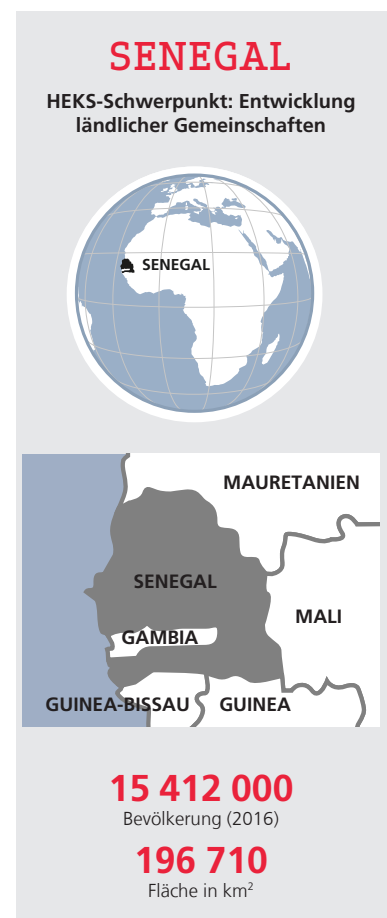 SENEGAL
HEKS-Schwerpunkt: Entwicklung
ländlicher Gemeinschaften
SENEGAL
MAURETANIEN
SENEGAL
MALI
GAMBIA
GUINEA-BISSAU
GUINEA
15 412 000
Bevölkerung (2016)
196 710
Fläche in km²